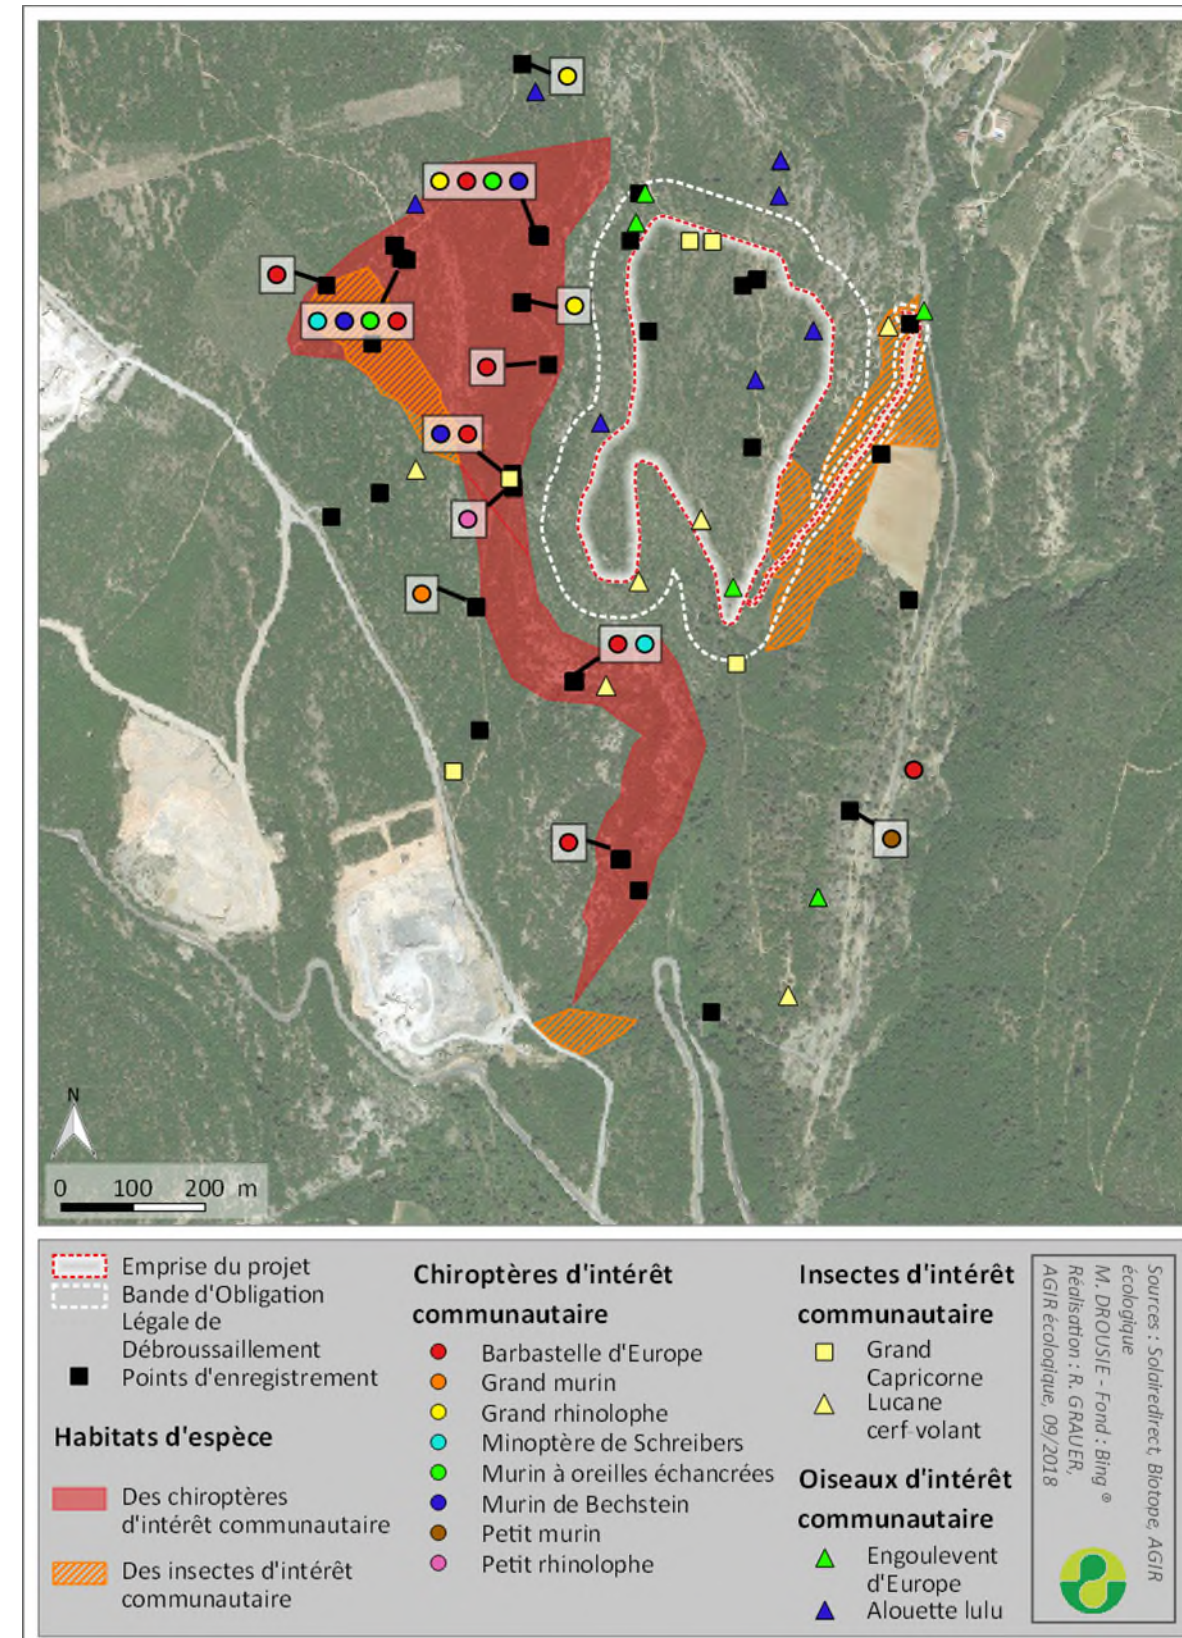 N
0 100 200 m
Emprise du projet
Bande d'Obligation
Légale de
Débroussaillement
Points d'enregistrement
Habitats d'espèce
Des chiroptères
d'intérêt communautaire
Des insectes d'intérêt
communautaire
Chiroptères d'intérêt
communautaire
Barbastelle d'Europe
Grand murin
Grand rhinolophe
Minoptère de Schreibers
Murin à oreilles échancrées
Murin de Bechstein
Petit murin
Petit rhinolophe
Insectes d'intérêt
communautaire
Grand
Capricorne
Lucane
cerf-volant
Oiseaux d'intérêt
communautaire
Engoulevent
d'Europe
Alouette lulu
Sources : Solairedirect, Biotope, AGIR
écologique
M. DROUSIE - Fond : Bing ®
Réalisation : R. GRAUER,
AGIR écologique, 09/2018